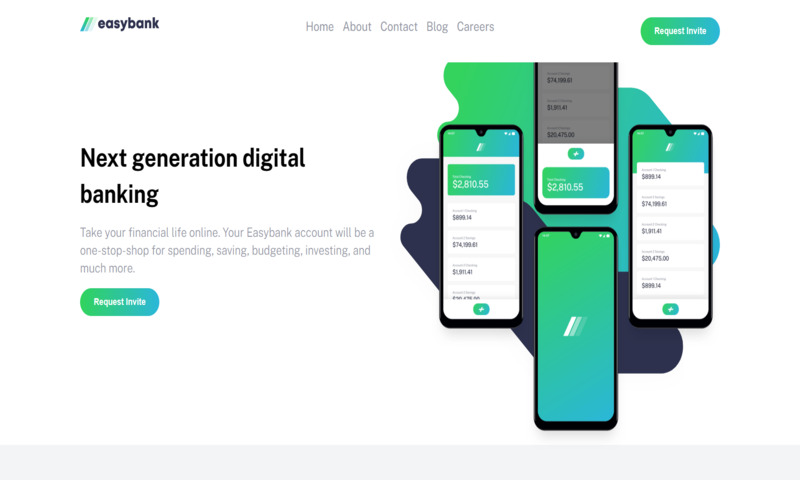 easybank
Home About Contact Blog Careers
Request Invite
Next generation digital
banking
Take your financial life online. Your Easybank account will be a
one-stop-shop for spending, saving, budgeting, investing, and
much more.
Request Invite
$74,199.61
$1,911.41
$20,475.00
$2,810.55
$2,810.55
$899.14
$74,199.61
$1,911.41
$20,475.00
$899.14
$74,199.61
$1,911.41
$20,475.00
$899.14